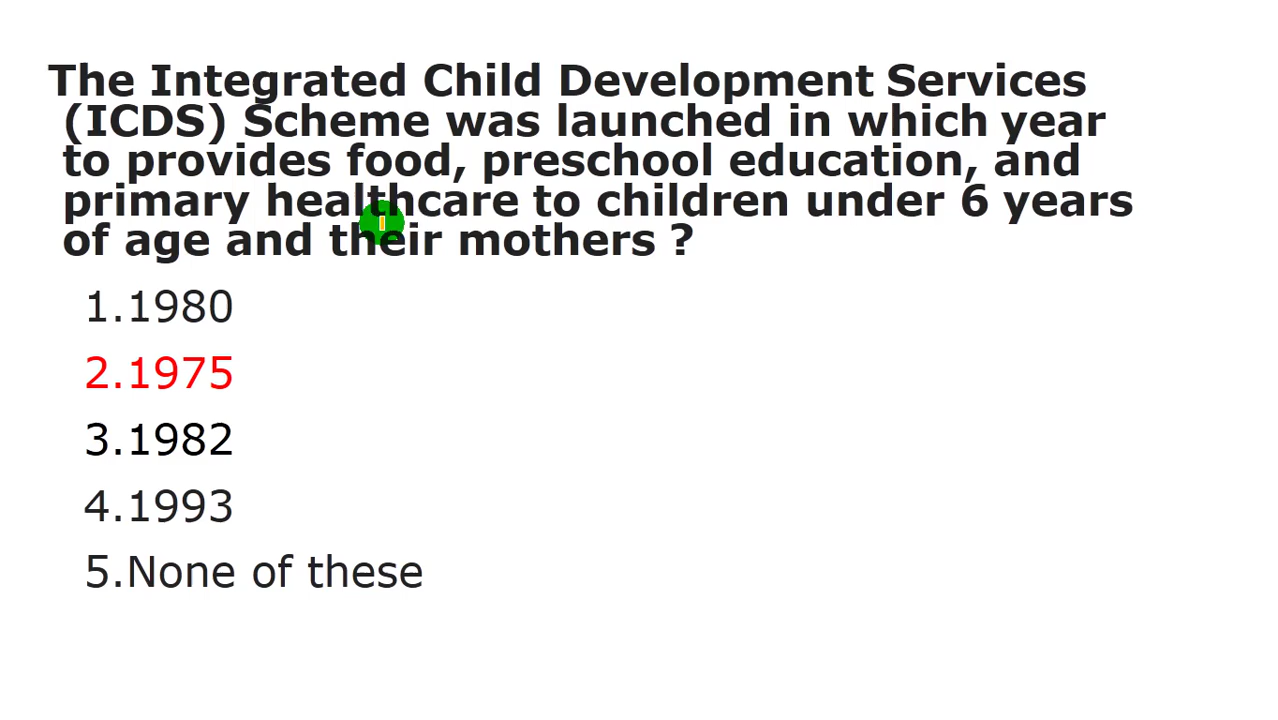 The Integrated Child Development Services
(ICDS) Scheme was launched in which year
to provides food, preschool education, and
primary healthcare to children under 6 years
of age and their mothers ?
1.1980
2.1975
3.1982
4.1993
5.None of these